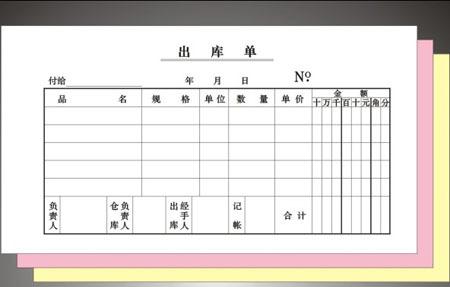 出库单
付给 年 月 日 №
品名 规格 单位 数量 单价 金额
十万千百十元角分
负责人 仓库负责人 出库经手人 记帐 合计